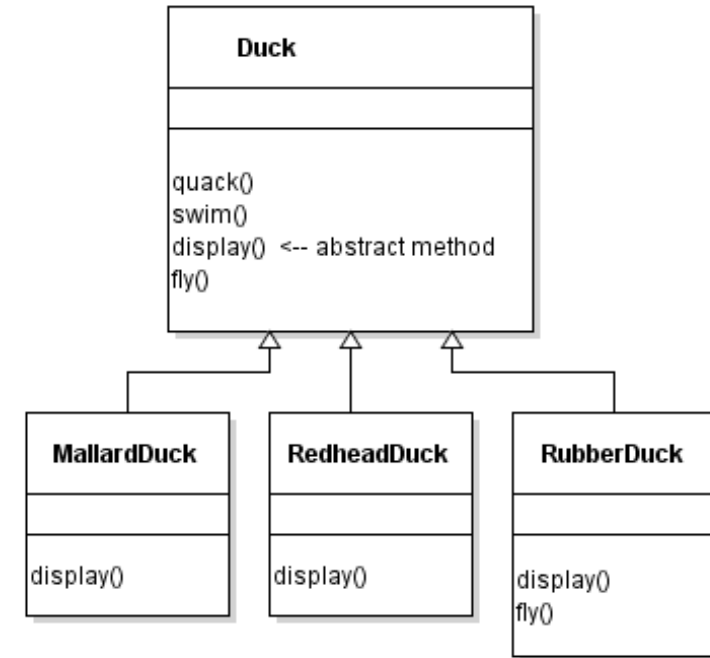 Duck
quack()
swim()
display() <-- abstract method
fly()
MallardDuck
display()
RedheadDuck
display()
RubberDuck
display()
fly()